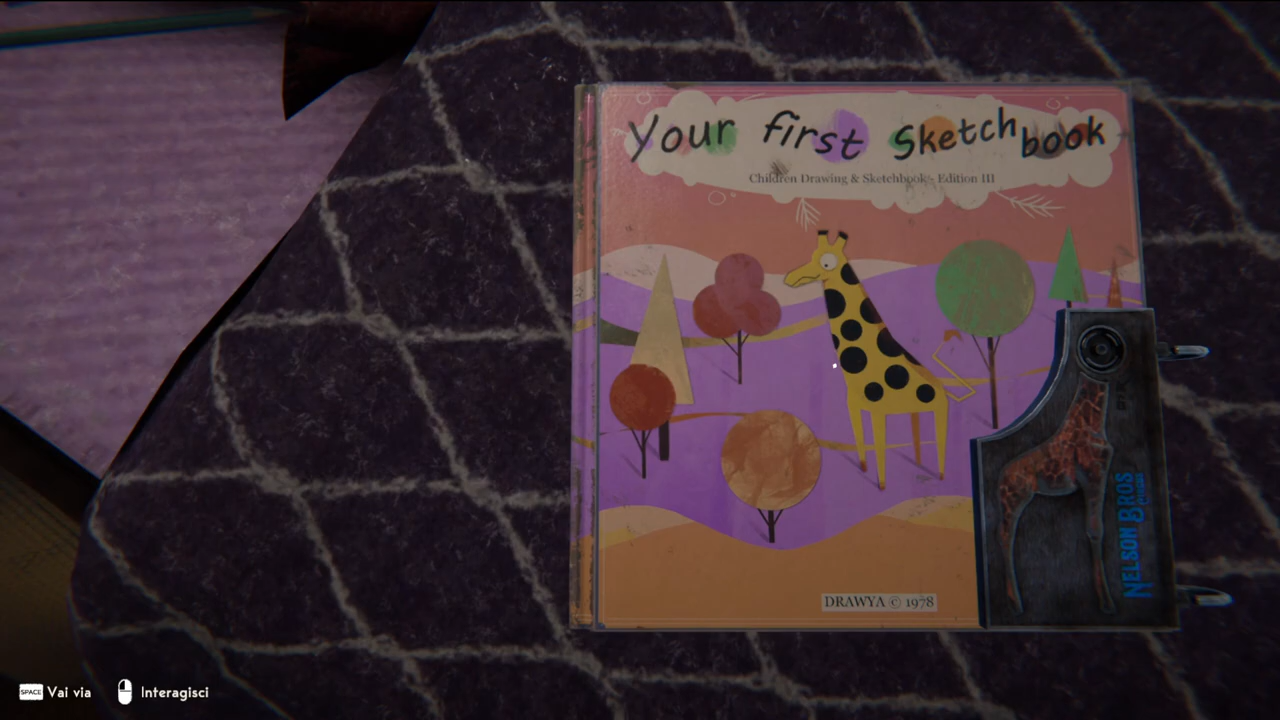 Your first Sketchbook
Children Drawing & Sketchbook - Edition III
NELSON BROS
DRAWYA © 1978
SPACE Vai via
Interagisci